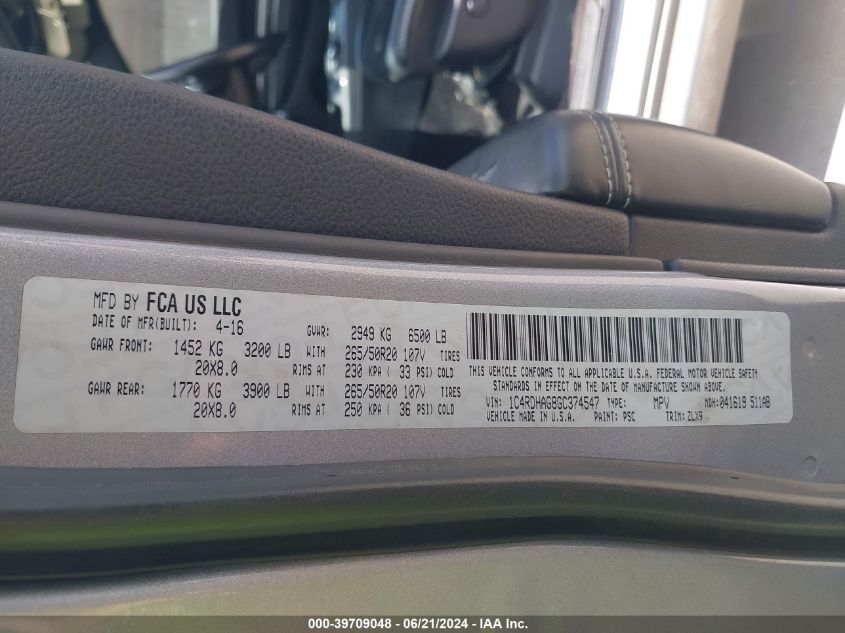 MFD BY FCA US LLC
DATE OF MFR(BUILT): 4-16 GVWR: 2949 KG 6500 LB
GAWR FRONT: 1452 KG 3200 LB WITH 265/50R20 107V TIRES
20X8.0 RIMS AT 230 KPA ( 33 PSI) COLD
GAWR REAR: 1770 KG 3900 LB WITH 265/50R20 107V TIRES
20X8.0 RIMS AT 250 KPA ( 36 PSI) COLD
THIS VEHICLE CONFORMS TO ALL APPLICABLE U.S.A. FEDERAL MOTOR VEHICLE SAFETY
STANDARDS IN EFFECT ON THE DATE OF MANUFACTURE SHOWN ABOVE.
VIN: 1C4RDHAG8GC374547 TYPE: MPV MDH: 041619 511AB
VEHICLE MADE IN U.S.A. PAINT: PSC TRIM: ZLX9
000-39709048 - 06/21/2024 - IAA Inc.